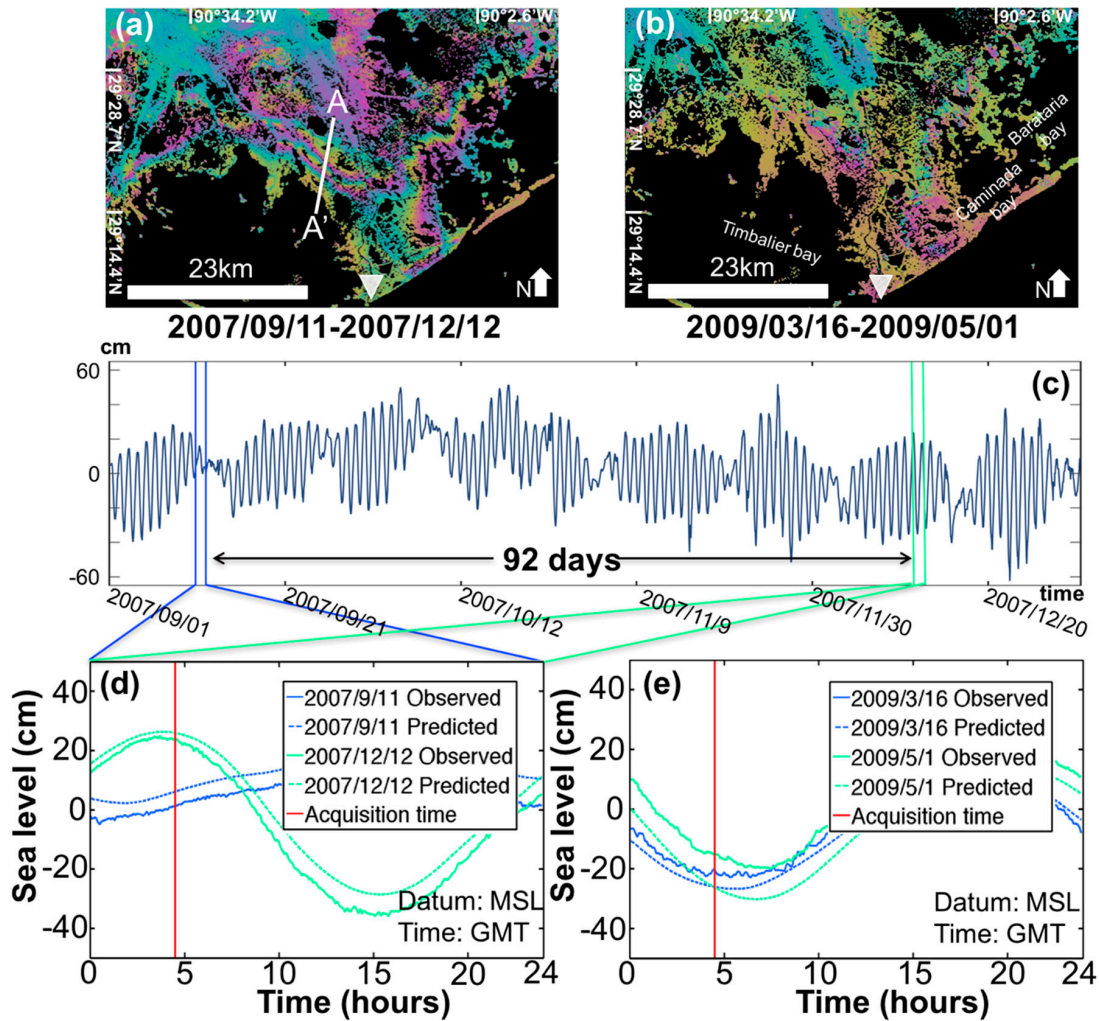 (a)
90°34.2'W
90°2.6'W
29°28.7'N
29°14.4'N
A
A'
23km
N
2007/09/11-2007/12/12
(b)
90°34.2'W
90°2.6'W
29°28.7'N
29°14.4'N
Barataria
bay
Caminada
bay
Timbalier bay
23km
N
2009/03/16-2009/05/01
cm
60
0
-60
(c)
92 days
time
2007/09/01
2007/09/21
2007/10/12
2007/11/9
2007/11/30
2007/12/20
(d)
Sea level (cm)
40
20
0
-20
-40
2007/9/11 Observed
2007/9/11 Predicted
2007/12/12 Observed
2007/12/12 Predicted
Acquisition time
Datum: MSL
Time: GMT
0
5
10
15
20
24
Time (hours)
(e)
Sea level (cm)
40
20
0
-20
-40
2009/3/16 Observed
2009/3/16 Predicted
2009/5/1 Observed
2009/5/1 Predicted
Acquisition time
Datum: MSL
Time: GMT
0
5
10
15
20
24
Time (hours)